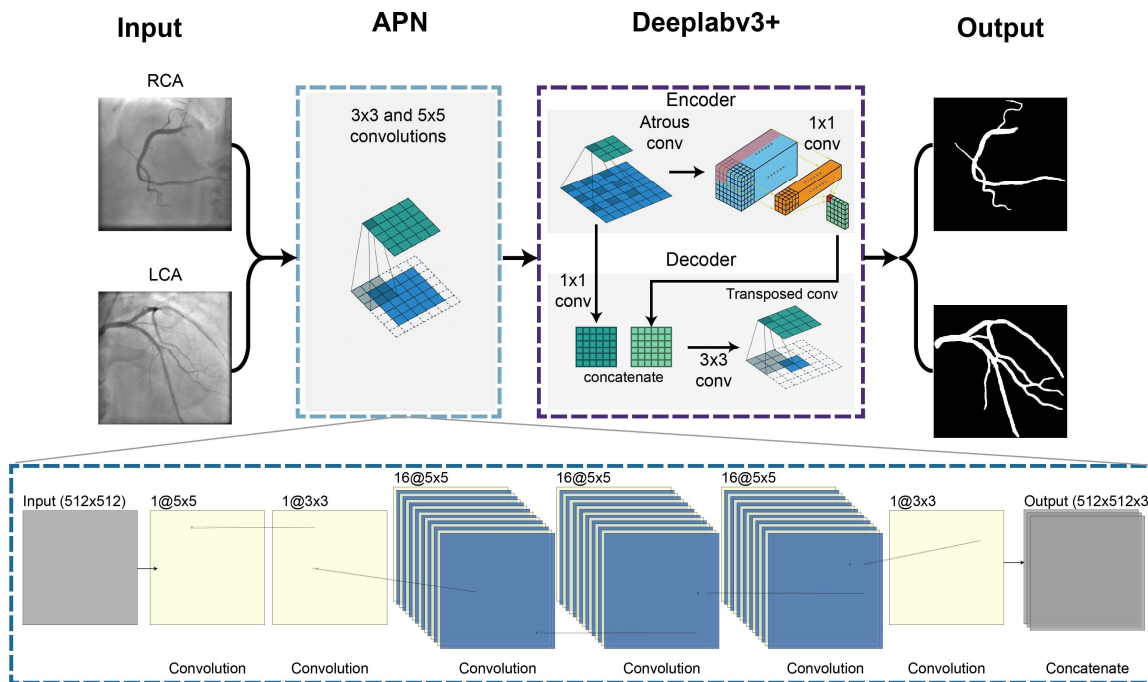 Input
APN
Deeplabv3+
Output
RCA
LCA
3x3 and 5x5
convolutions
Encoder
Atrous
conv
1x1
conv
Decoder
1x1
conv
Transposed conv
concatenate
3x3
conv
Input (512x512)
1@5x5
1@3x3
16@5x5
16@5x5
16@5x5
1@3x3
Output (512x512x3
Convolution
Convolution
Convolution
Convolution
Convolution
Convolution
Concatenate